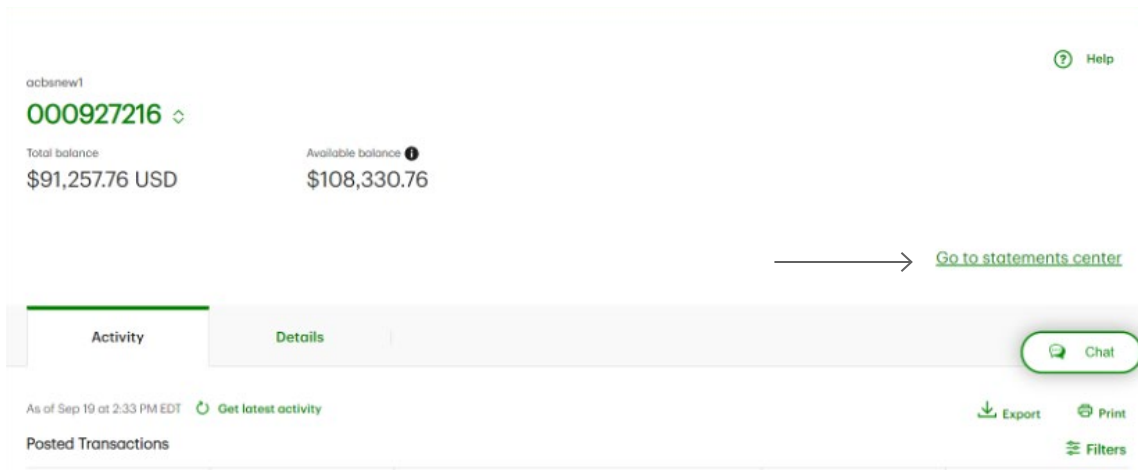 Help
acbsnew1
000927216
Total balance
Available balance
$91,257.76 USD
$108,330.76
Go to statements center
Activity
Details
Chat
As of Sep 19 at 2:33 PM EDT
Get latest activity
Export
Print
Posted Transactions
Filters